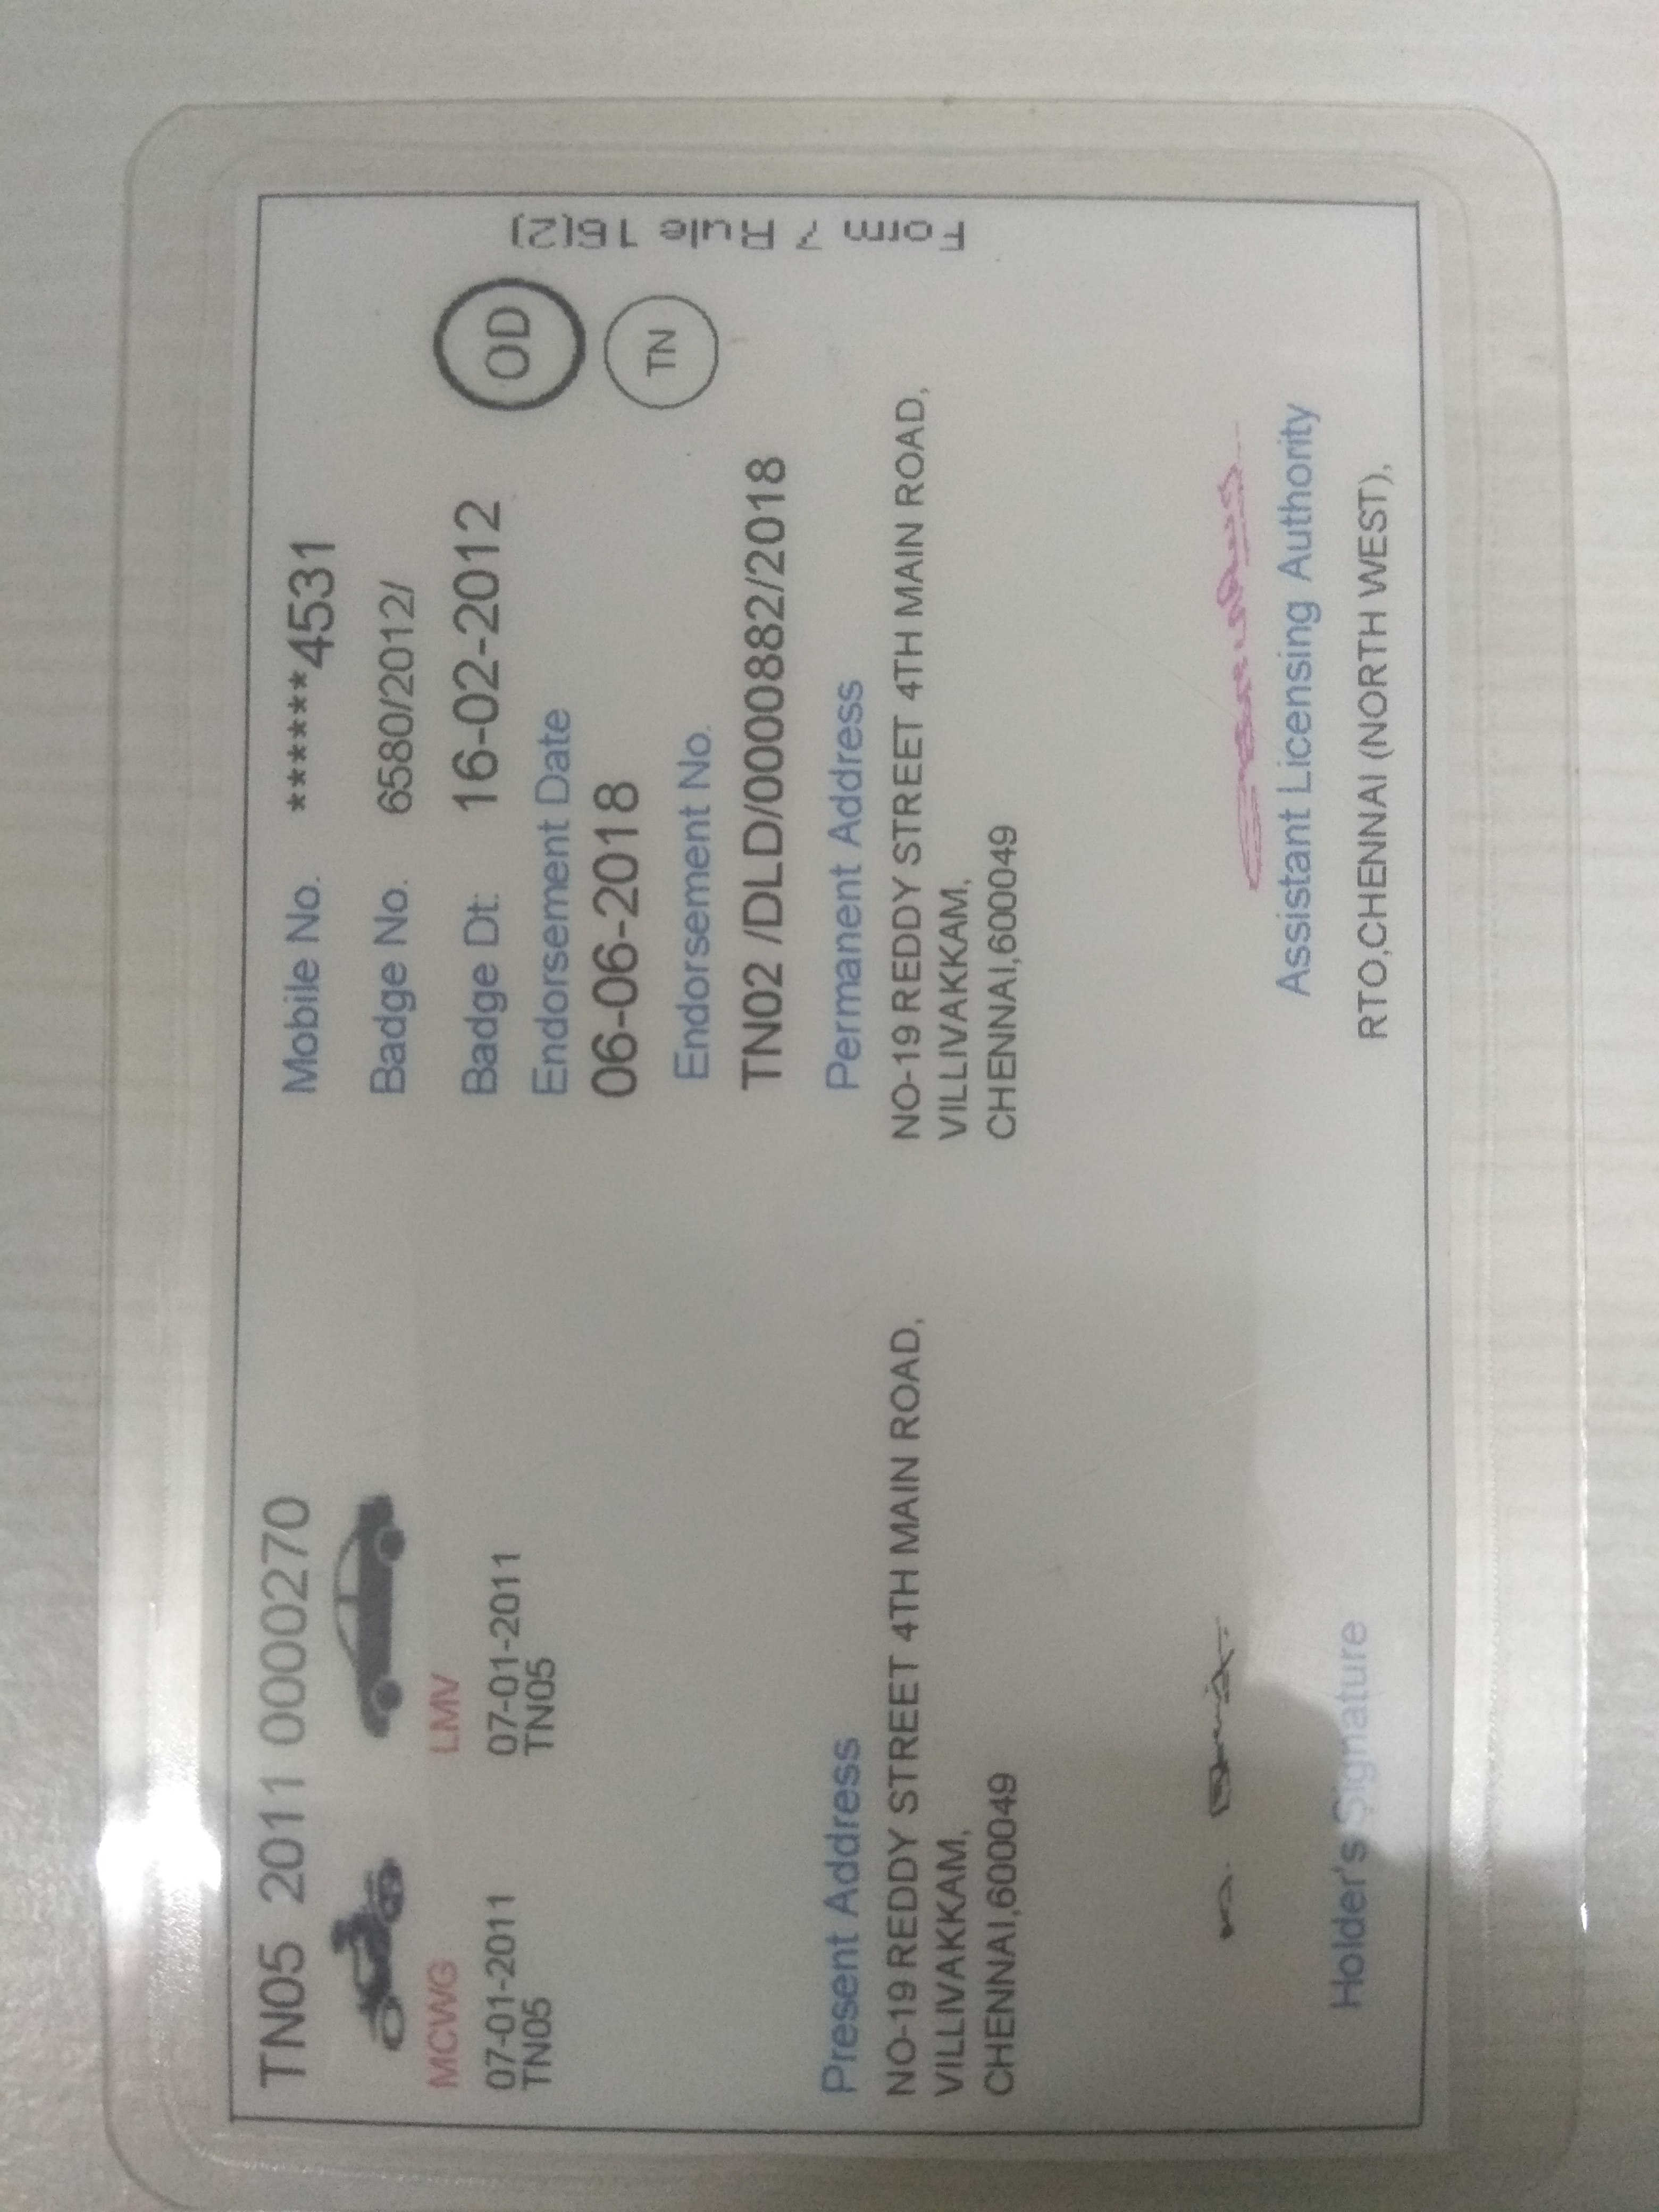 TN05 2011 0000270
MCWG
07-01-2011
TN05
LMV
07-01-2011
TN05
Mobile No. ******4531
Badge No. 6580/2012/
Badge Dt. 16-02-2012
Endorsement Date
06-06-2018
Endorsement No.
TN02 /DLD/0000882/2018
OD
TN
Form 7 Rule 16(2)
Present Address
NO-19 REDDY STREET 4TH MAIN ROAD,
VILLIVAKKAM,
CHENNAI,600049
Permanent Address
NO-19 REDDY STREET 4TH MAIN ROAD,
VILLIVAKKAM,
CHENNAI,600049
Holder's Signature
Assistant Licensing Authority
RTO,CHENNAI (NORTH WEST),